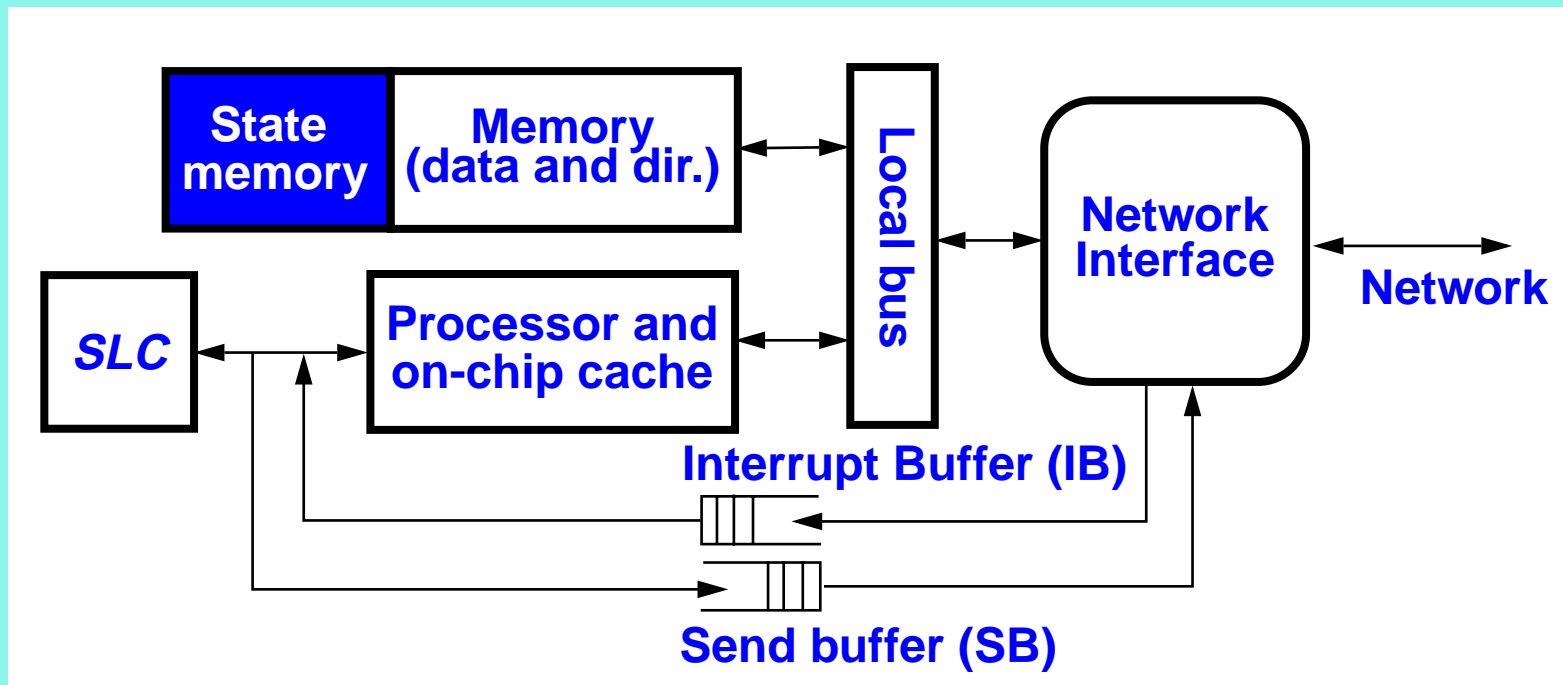 State
memory
Memory
(data and dir.)
Local bus
Network
Interface
Network
SLC
Processor and
on-chip cache
Interrupt Buffer (IB)
Send buffer (SB)